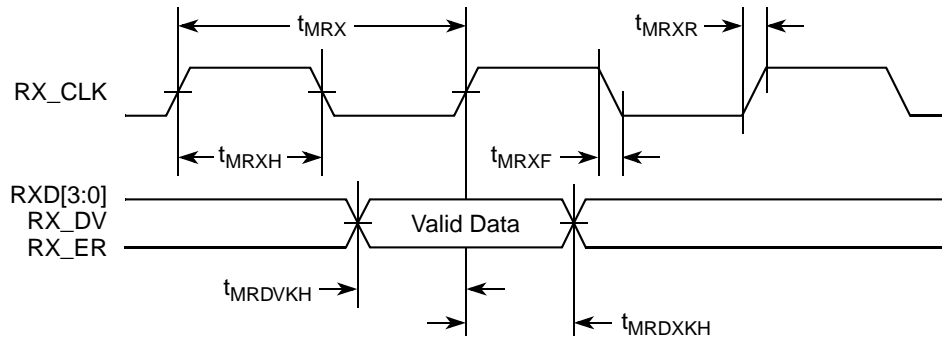 tMRX
tMRXR
RX_CLK
tMRXH
tMRXF
RXD[3:0]
RX_DV
Valid Data
RX_ER
tMRDVKH
tMRDXKH